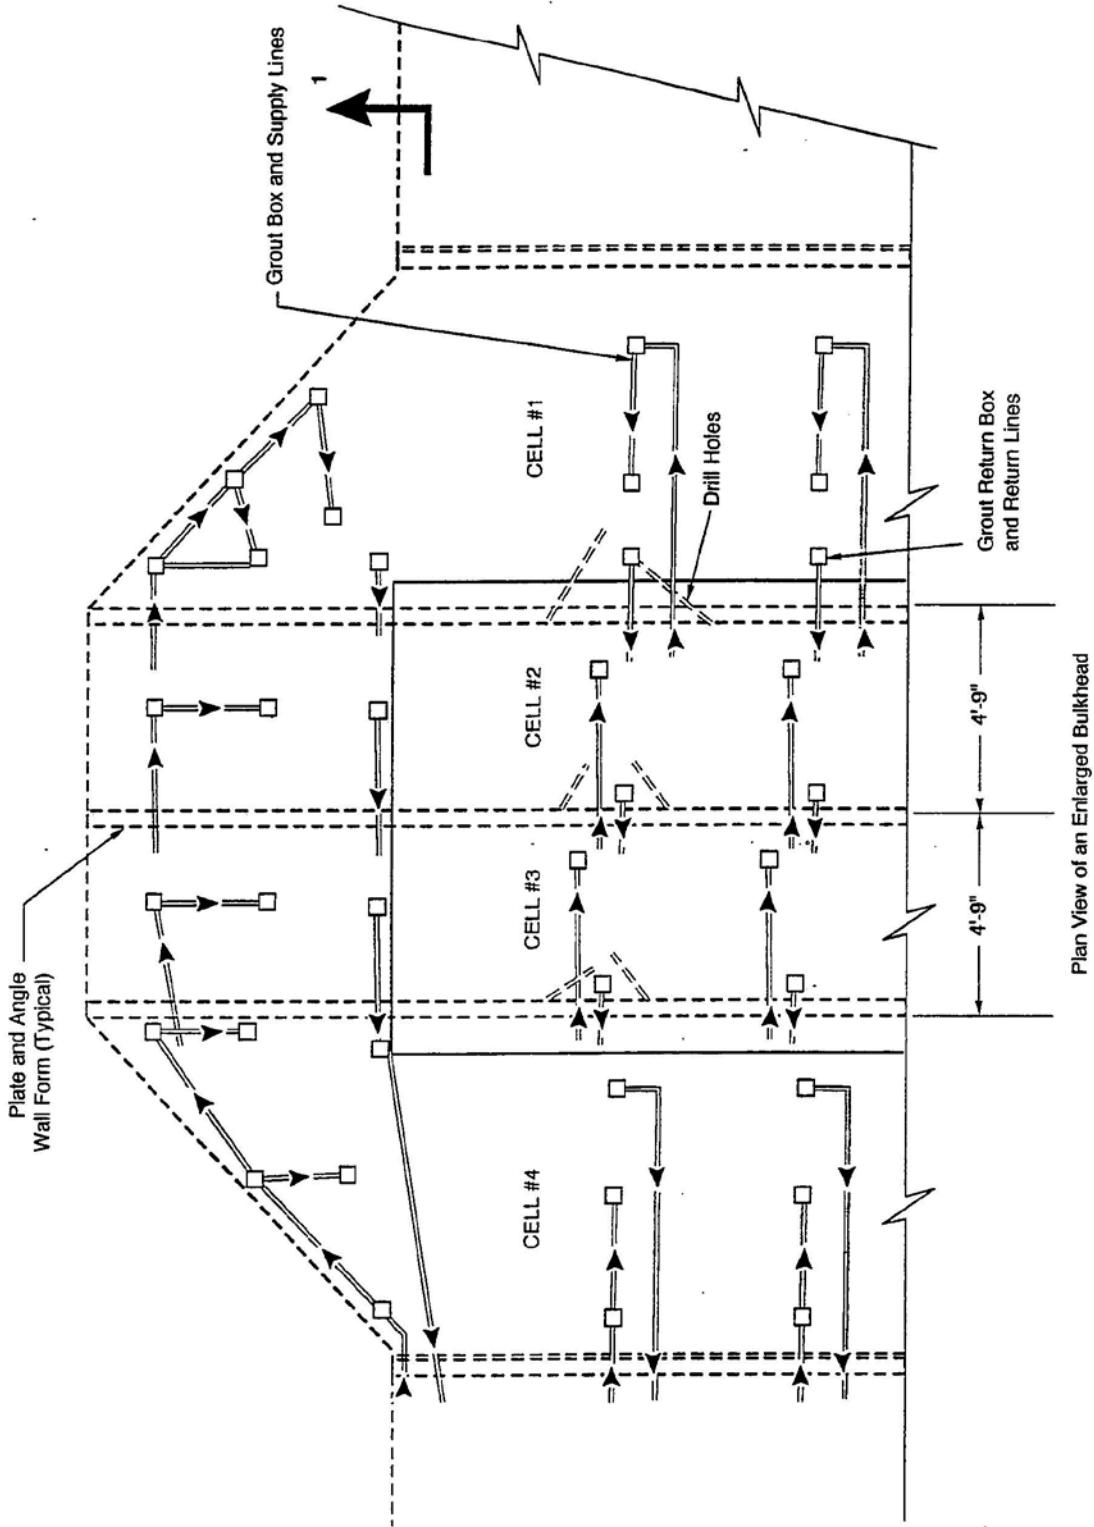 Plate and Angle
Wall Form (Typical)
Grout Box and Supply Lines
1
CELL #4
CELL #3
CELL #2
CELL #1
Drill Holes
Grout Return Box
and Return Lines
4'-9"
4'-9"
Plan View of an Enlarged Bulkhead